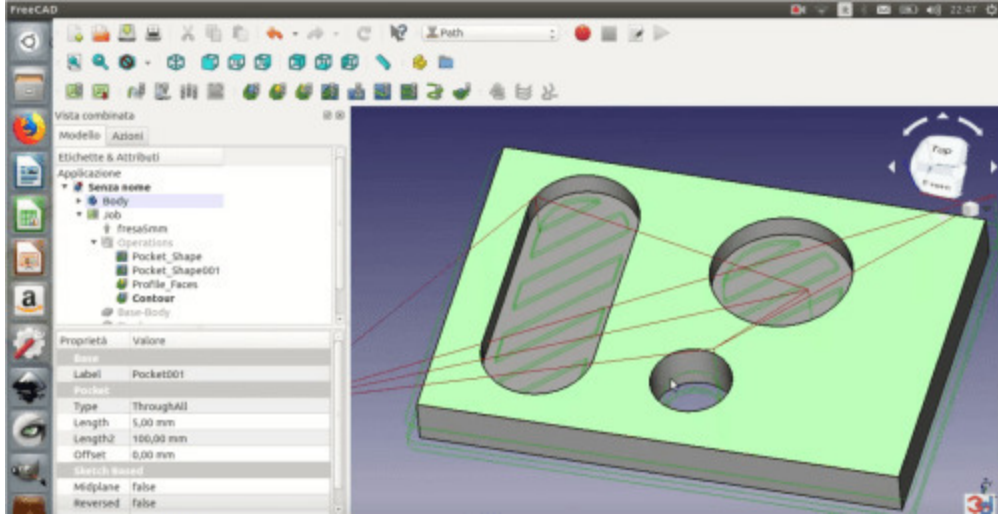 FreeCAD
22:47
Path
Vista combinata
Modello Azioni
Etichette & Attributi
Applicazione
Senza nome
Body
Job
fresa5mm
Operations
Pocket_Shape
Pocket_Shape001
Profile_Faces
Contour
Base-Body
Proprietà Valore
Base
Label Pocket001
Pocket
Type ThroughAll
Length 5,00 mm
Length2 100,00 mm
Offset 0,00 mm
Sketch Based
Midplane false
Reversed false
Top
3d